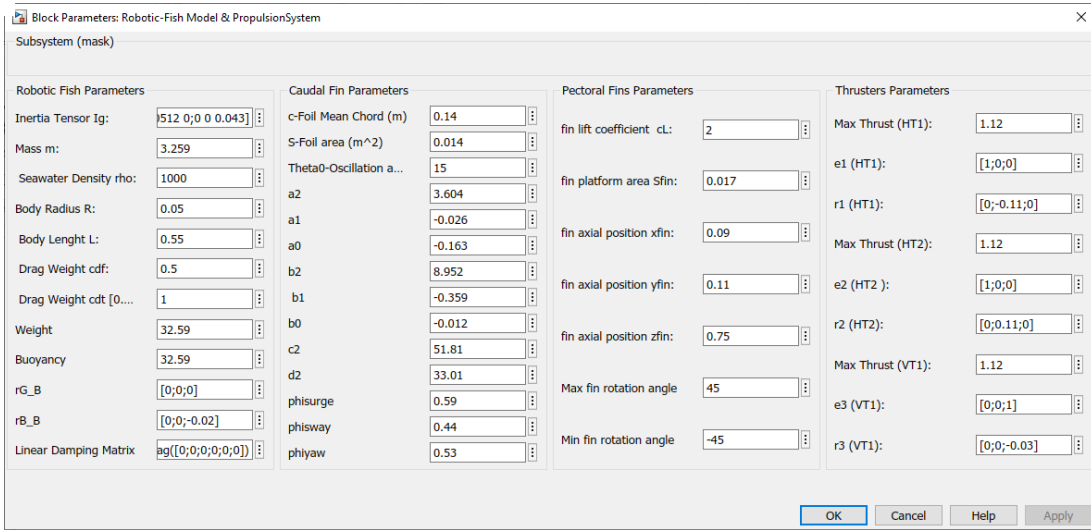 Block Parameters: Robotic-Fish Model & PropulsionSystem
Subsystem (mask)
Robotic Fish Parameters
Inertia Tensor Ig: 0512 0;0 0 0.043]
Mass m: 3.259
Seawater Density rho: 1000
Body Radius R: 0.05
Body Lenght L: 0.55
Drag Weight cdf: 0.5
Drag Weight cdt [0.... 1
Weight 32.59
Buoyancy 32.59
rG_B [0;0;0]
rB_B [0;0;-0.02]
Linear Damping Matrix ag([0;0;0;0;0;0])
Caudal Fin Parameters
c-Foil Mean Chord (m) 0.14
S-Foil area (m^2) 0.014
Theta0-Oscillation a... 15
a2 3.604
a1 -0.026
a0 -0.163
b2 8.952
b1 -0.359
b0 -0.012
c2 51.81
d2 33.01
phisurge 0.59
phisway 0.44
phiyaw 0.53
Pectoral Fins Parameters
fin lift coefficient cL: 2
fin platform area Sfin: 0.017
fin axial position xfin: 0.09
fin axial position yfin: 0.11
fin axial position zfin: 0.75
Max fin rotation angle 45
Min fin rotation angle -45
Thrusters Parameters
Max Thrust (HT1): 1.12
e1 (HT1): [1;0;0]
r1 (HT1): [0;-0.11;0]
Max Thrust (HT2): 1.12
e2 (HT2 ): [1;0;0]
r2 (HT2): [0;0.11;0]
Max Thrust (VT1): 1.12
e3 (VT1): [0;0;1]
r3 (VT1): [0;0;-0.03]
OK Cancel Help Apply